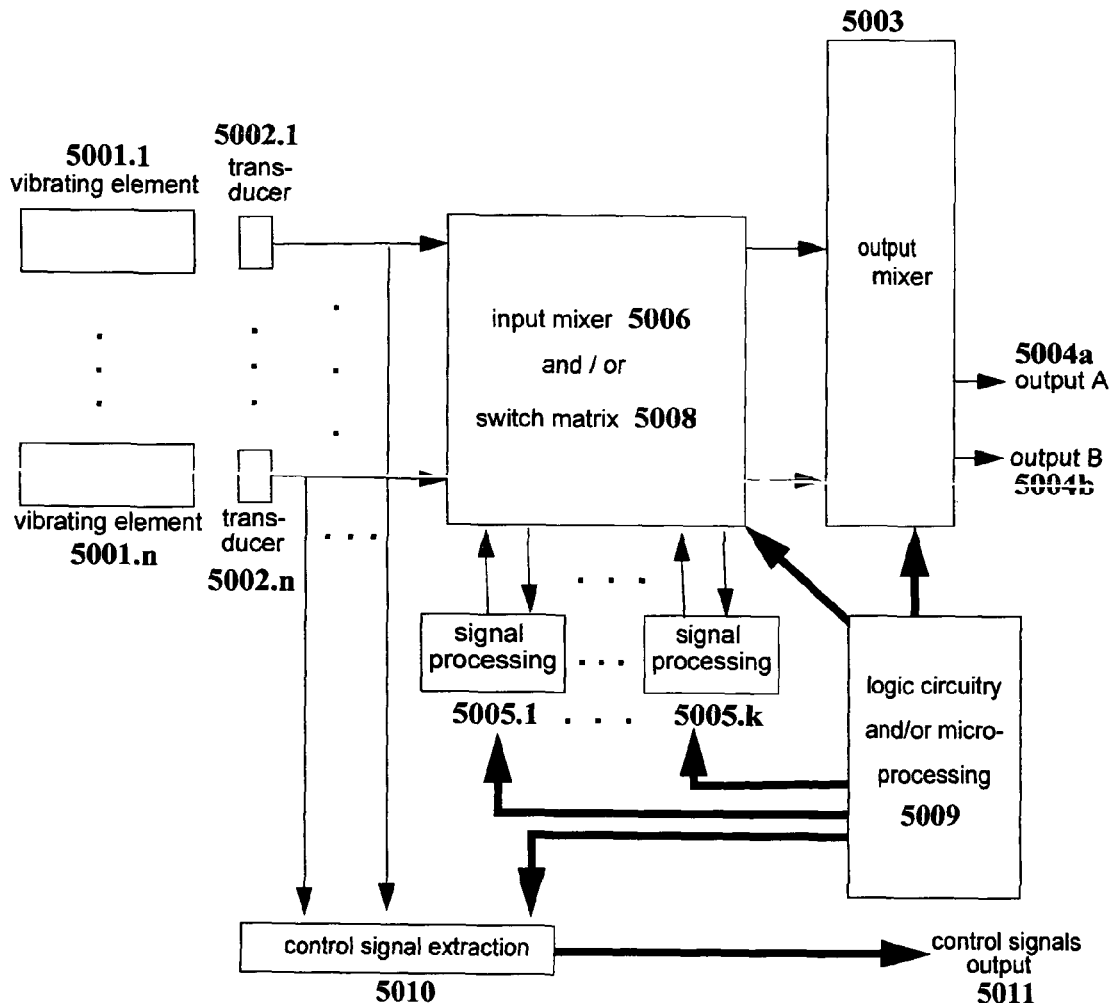 5003
5002.1
trans-
ducer
5001.1
vibrating element
output
mixer
input mixer 5006
and / or
switch matrix 5008
5004a
output A
output B
5004b
vibrating element
5001.n
trans-
ducer
5002.n
signal
processing
5005.1
signal
processing
5005.k
logic circuitry
and/or micro-
processing
5009
control signal extraction
5010
control signals
output
5011